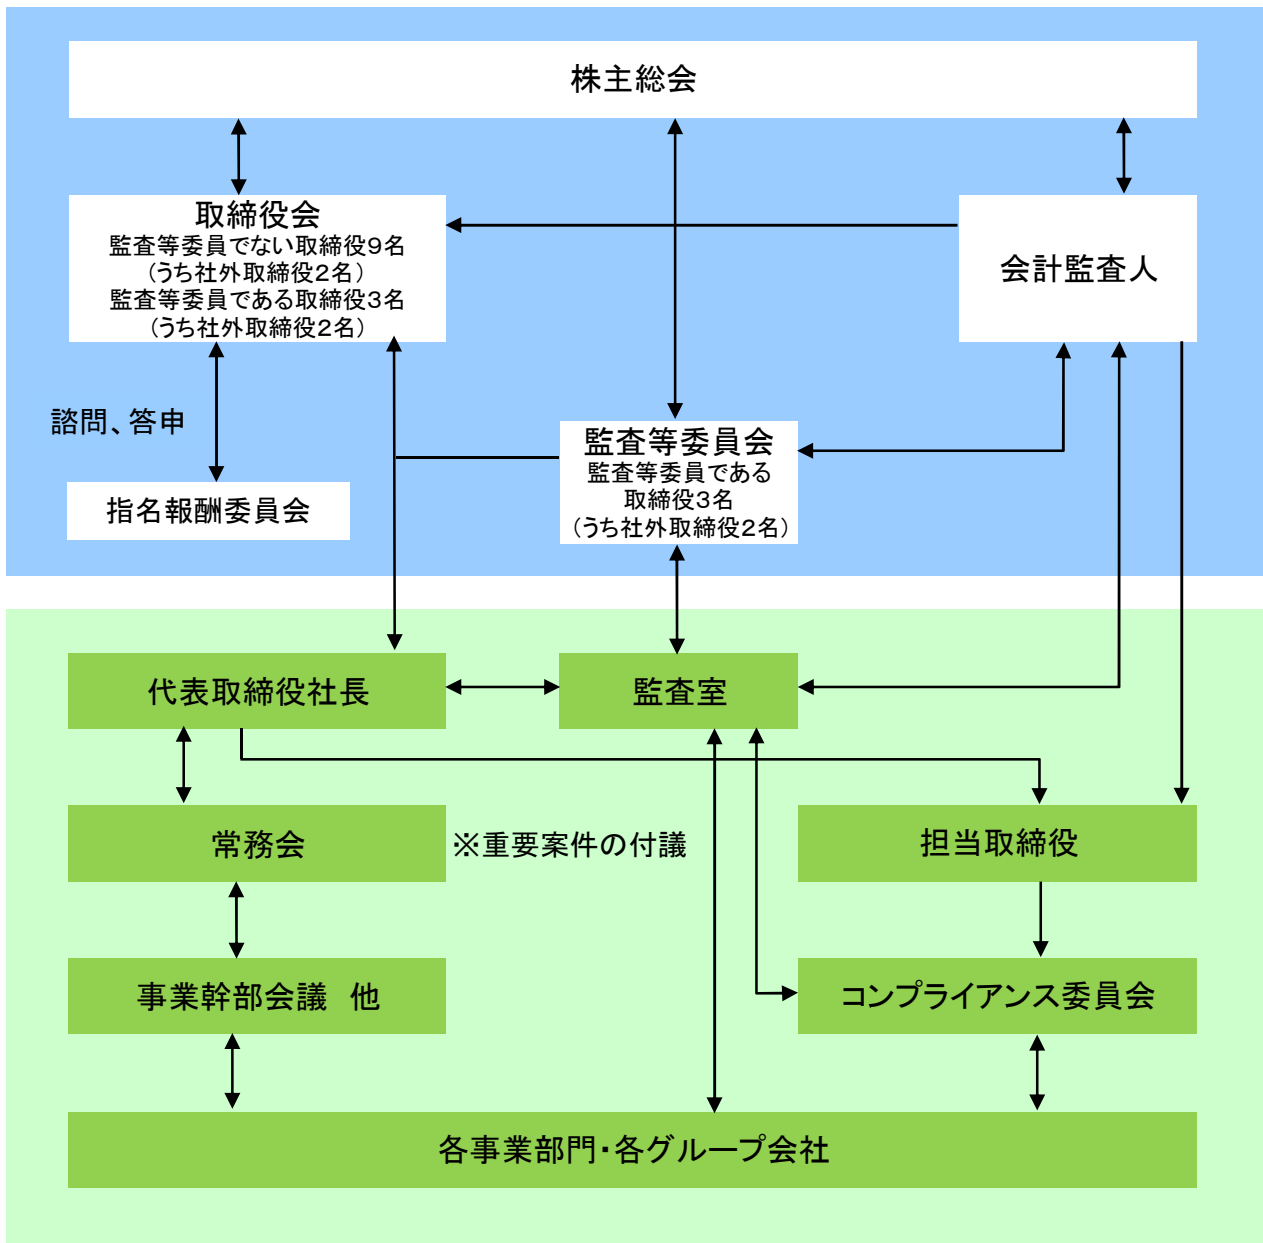 株主総会
取締役会
監査等委員でない取締役9名
(うち社外取締役2名)
監査等委員である取締役3名
(うち社外取締役2名)
会計監査人
諮問、答申
監査等委員会
監査等委員である
取締役3名
(うち社外取締役2名)
指名報酬委員会
代表取締役社長
監査室
常務会
※重要案件の付議
担当取締役
事業幹部会議　他
コンプライアンス委員会
各事業部門・各グループ会社